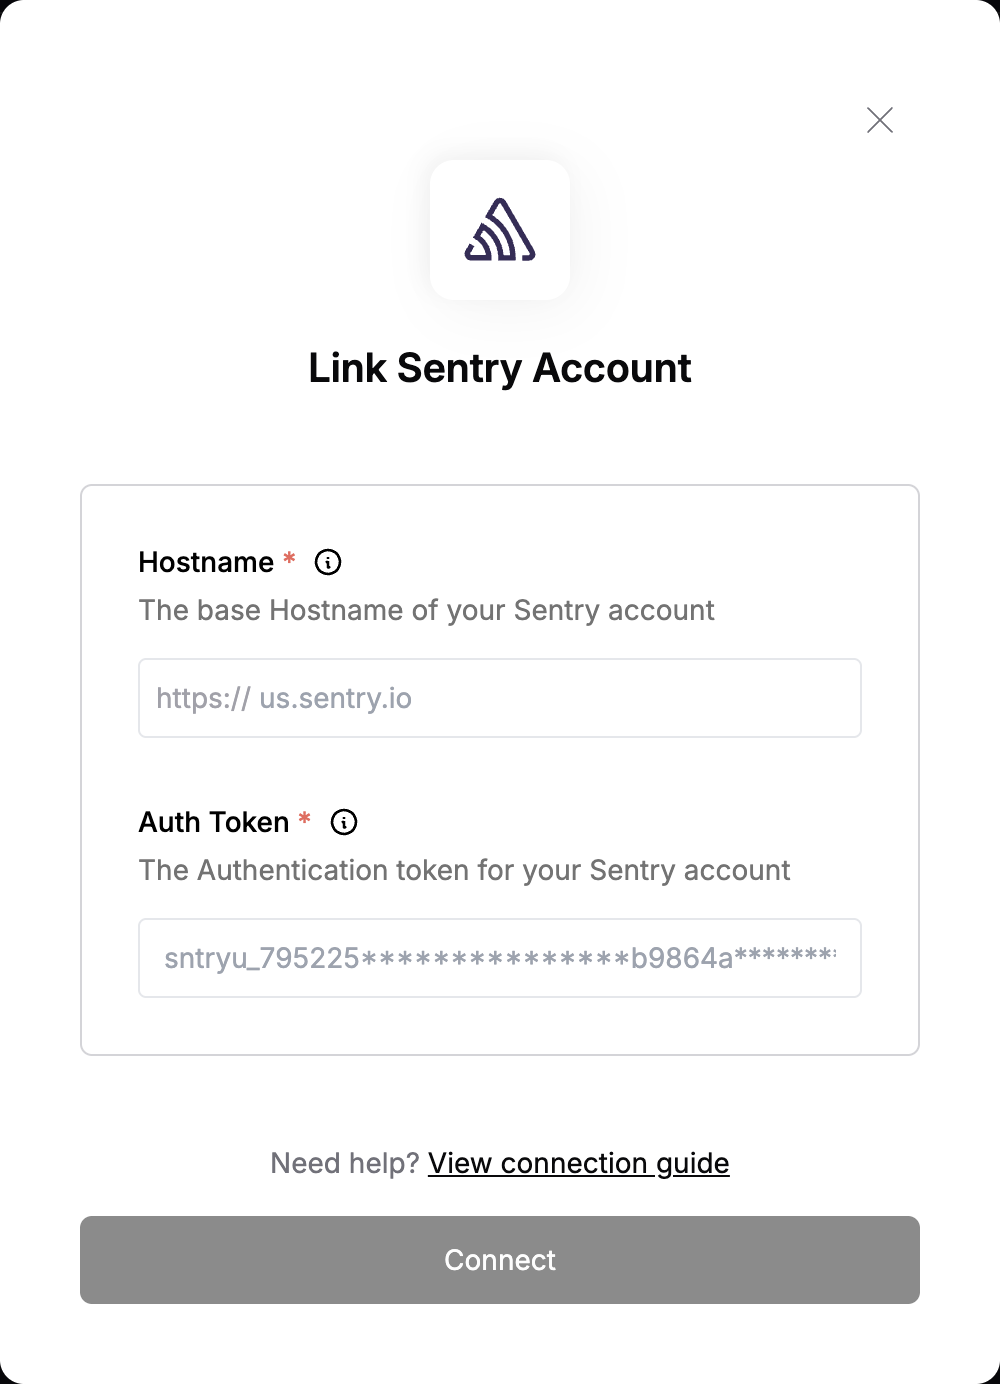 Link Sentry Account
Hostname *
The base Hostname of your Sentry account
https:// us.sentry.io
Auth Token *
The Authentication token for your Sentry account
sntryu_795225***************b9864a********
Need help? View connection guide
Connect